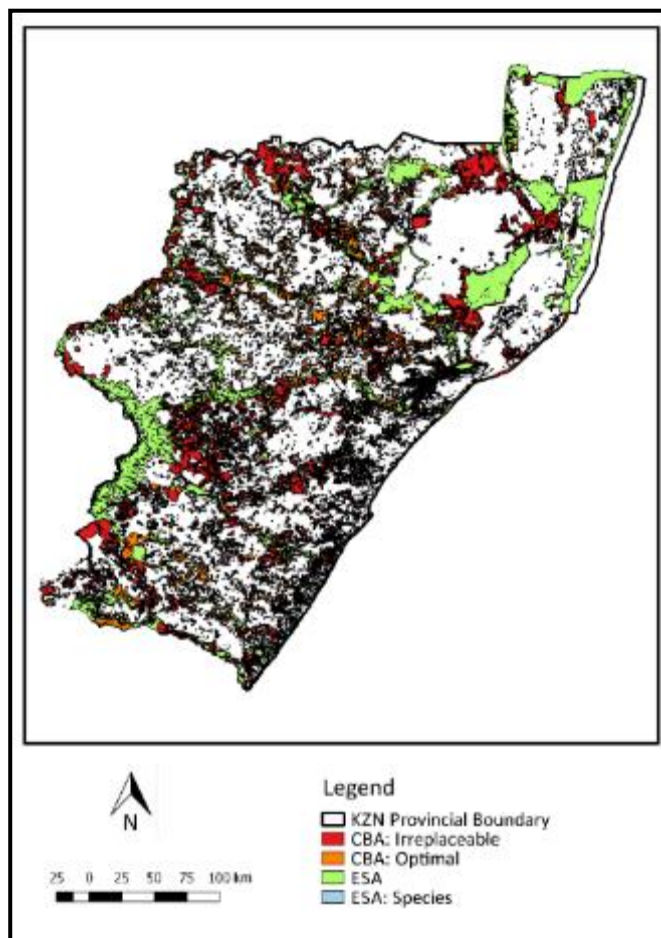 N
25 0 25 50 75 100 km
Legend
KZN Provincial Boundary
CBA: Irreplaceable
CBA: Optimal
ESA
ESA: Species